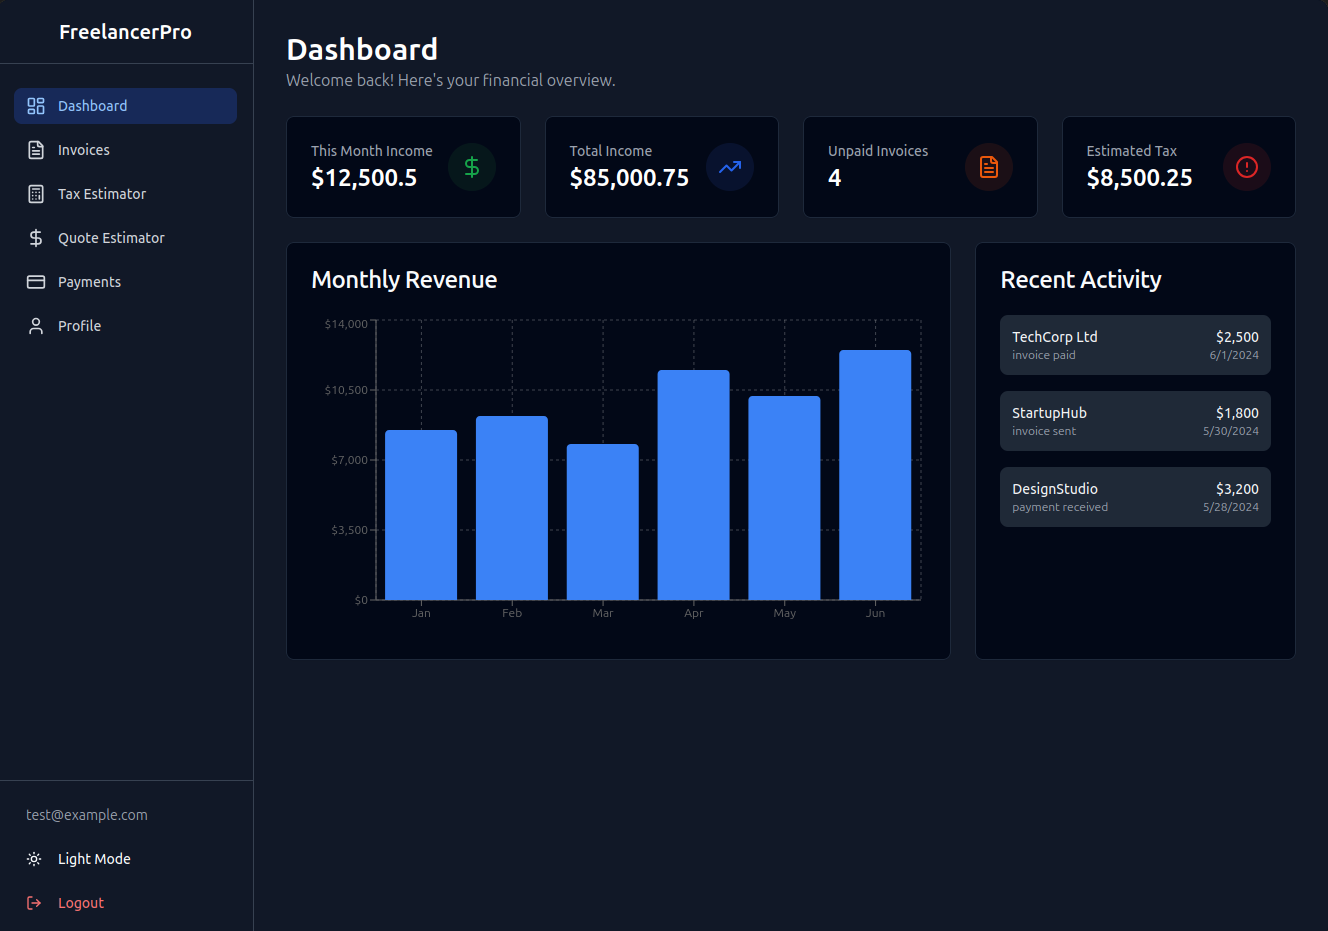 FreelancerPro
Dashboard
Invoices
Tax Estimator
Quote Estimator
Payments
Profile
test@example.com
Light Mode
Logout
Dashboard
Welcome back! Here's your financial overview.
This Month Income
$12,500.5
Total Income
$85,000.75
Unpaid Invoices
4
Estimated Tax
$8,500.25
Monthly Revenue
$14,000
$10,500
$7,000
$3,500
$0
Jan Feb Mar Apr May Jun
Recent Activity
TechCorp Ltd $2,500
invoice paid 6/1/2024
StartupHub $1,800
invoice sent 5/30/2024
DesignStudio $3,200
payment received 5/28/2024